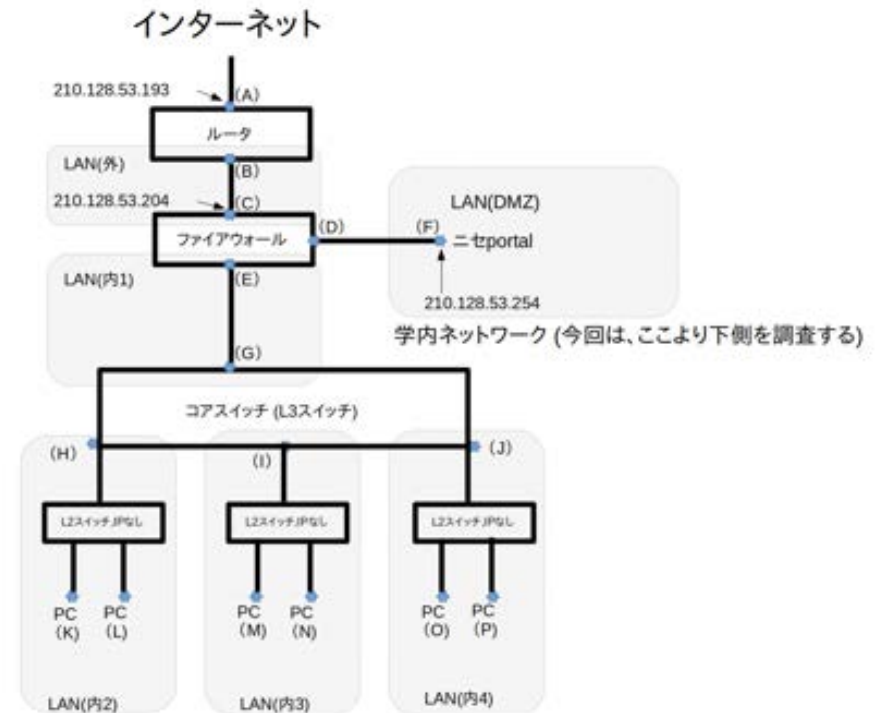 インターネット
210.128.53.193
(A)
ルータ
LAN(外)
(B)
210.128.53.204
(C)
ファイアウォール
(D)
(F)
LAN(DMZ)
ニセportal
210.128.53.254
LAN(内1)
(E)
学内ネットワーク (今回は、ここより下側を調査する)
(G)
コアスイッチ (L3スイッチ)
(H)
(I)
(J)
L2スイッチ,IPなし
L2スイッチ,IPなし
L2スイッチ,IPなし
PC
(K)
PC
(L)
PC
(M)
PC
(N)
PC
(O)
PC
(P)
LAN(内2)
LAN(内3)
LAN(内4)